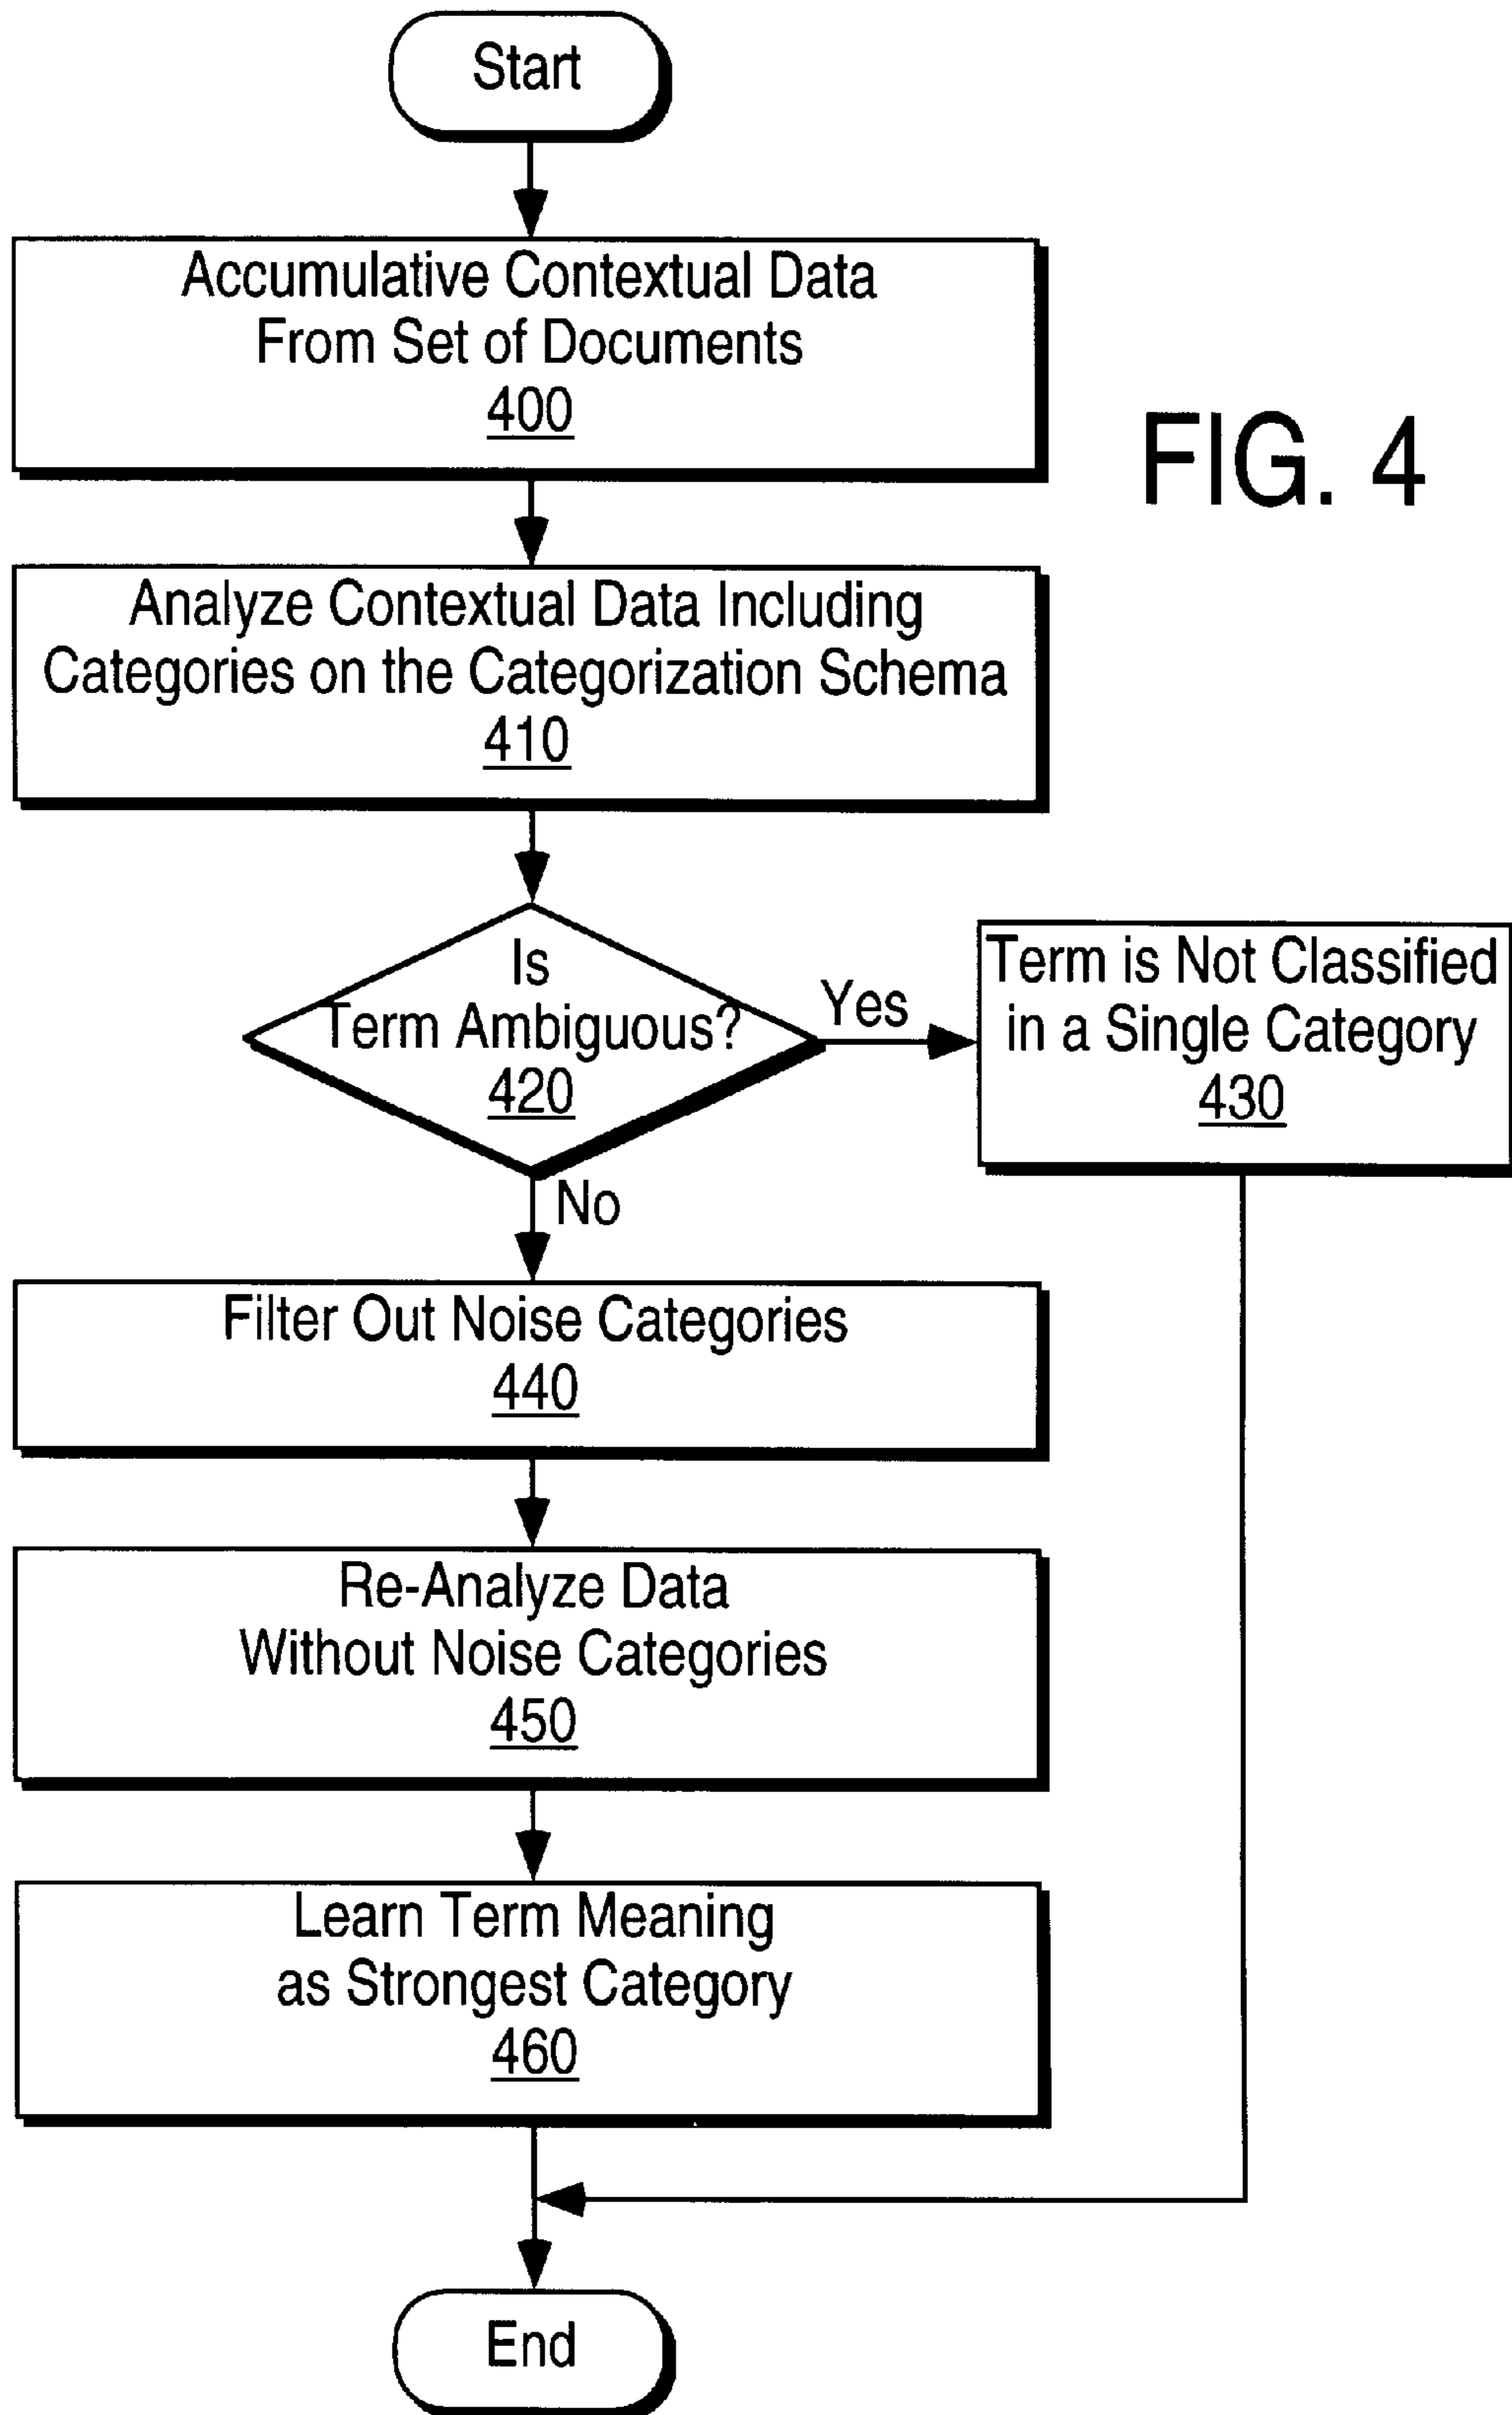 Start
Accumulative Contextual Data
From Set of Documents
400
FIG. 4
Analyze Contextual Data Including
Categories on the Categorization Schema
410
Is
Term Ambiguous?
420
Yes
Term is Not Classified
in a Single Category
430
No
Filter Out Noise Categories
440
Re-Analyze Data
Without Noise Categories
450
Learn Term Meaning
as Strongest Category
460
End